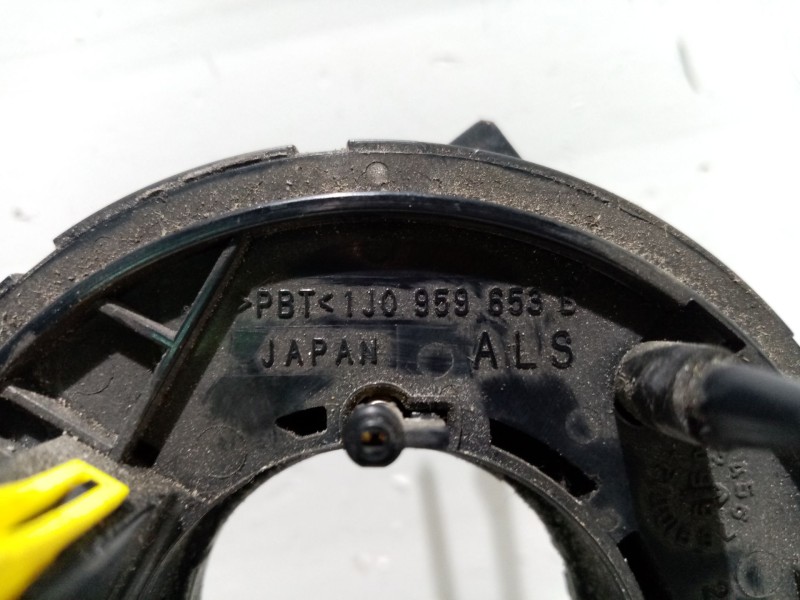 >PBT< 1J0 959 653 B
JAPAN ALS